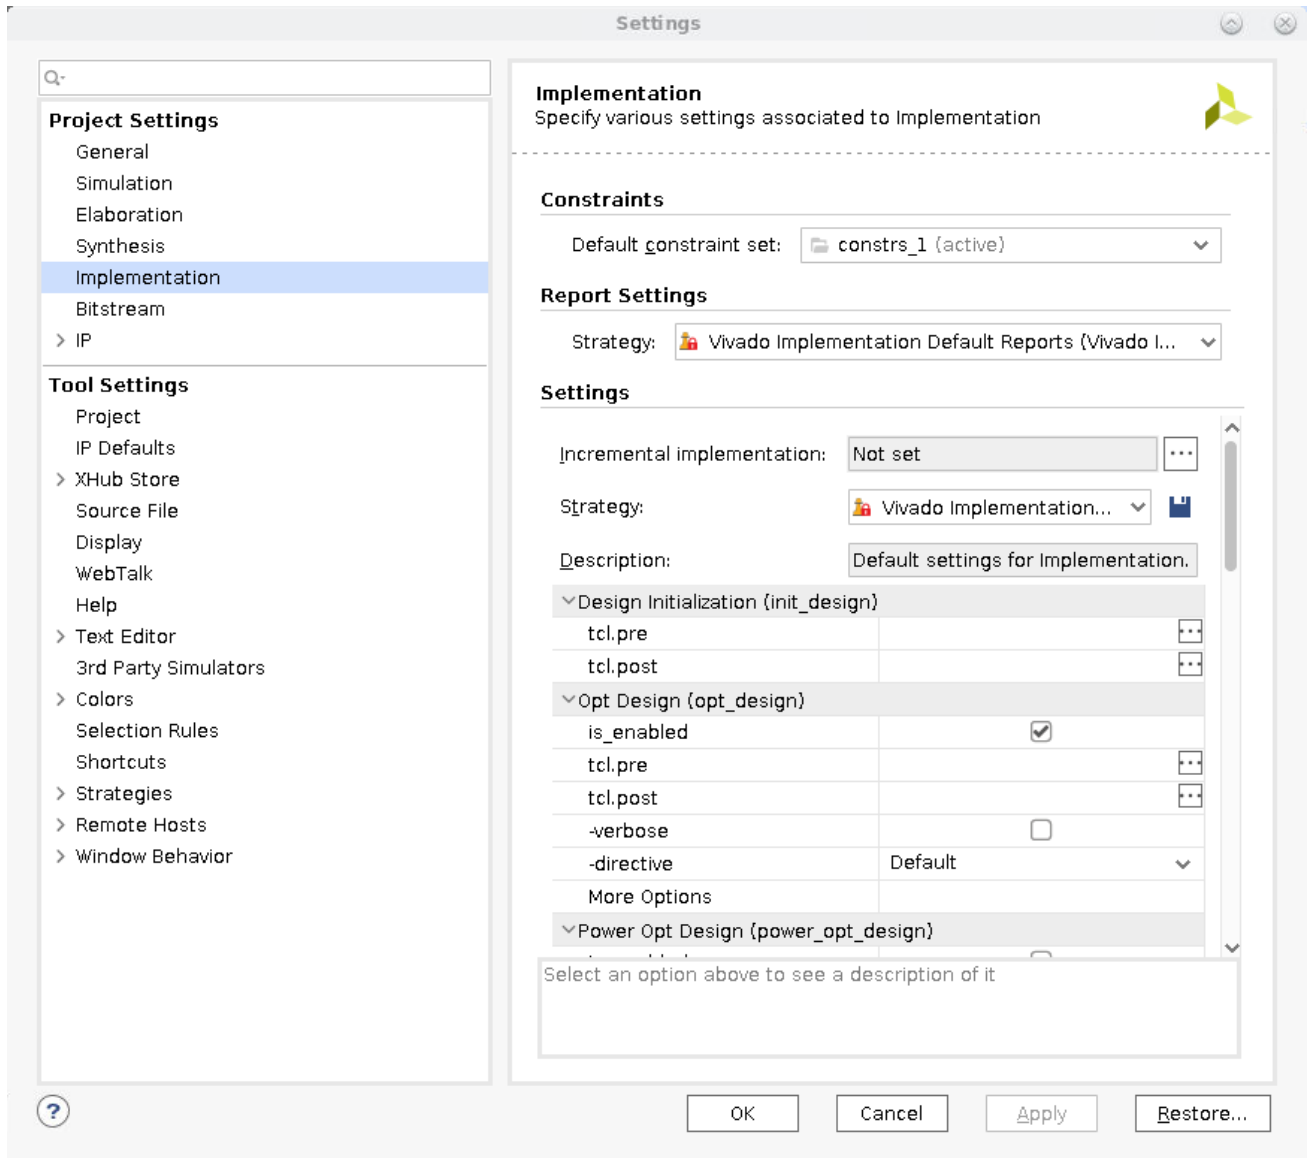 Settings
Project Settings
General
Simulation
Elaboration
Synthesis
Implementation
Bitstream
IP
Tool Settings
Project
IP Defaults
XHub Store
Source File
Display
WebTalk
Help
Text Editor
3rd Party Simulators
Colors
Selection Rules
Shortcuts
Strategies
Remote Hosts
Window Behavior
Implementation
Specify various settings associated to Implementation
Constraints
Default constraint set: constrs_1 (active)
Report Settings
Strategy: Vivado Implementation Default Reports (Vivado I...
Settings
Incremental implementation: Not set ...
Strategy: Vivado Implementation...
Description: Default settings for Implementation.
Design Initialization (init_design)
tcl.pre ...
tcl.post ...
Opt Design (opt_design)
is_enabled
tcl.pre ...
tcl.post ...
-verbose
-directive Default
More Options
Power Opt Design (power_opt_design)
Select an option above to see a description of it
? OK Cancel Apply Restore...